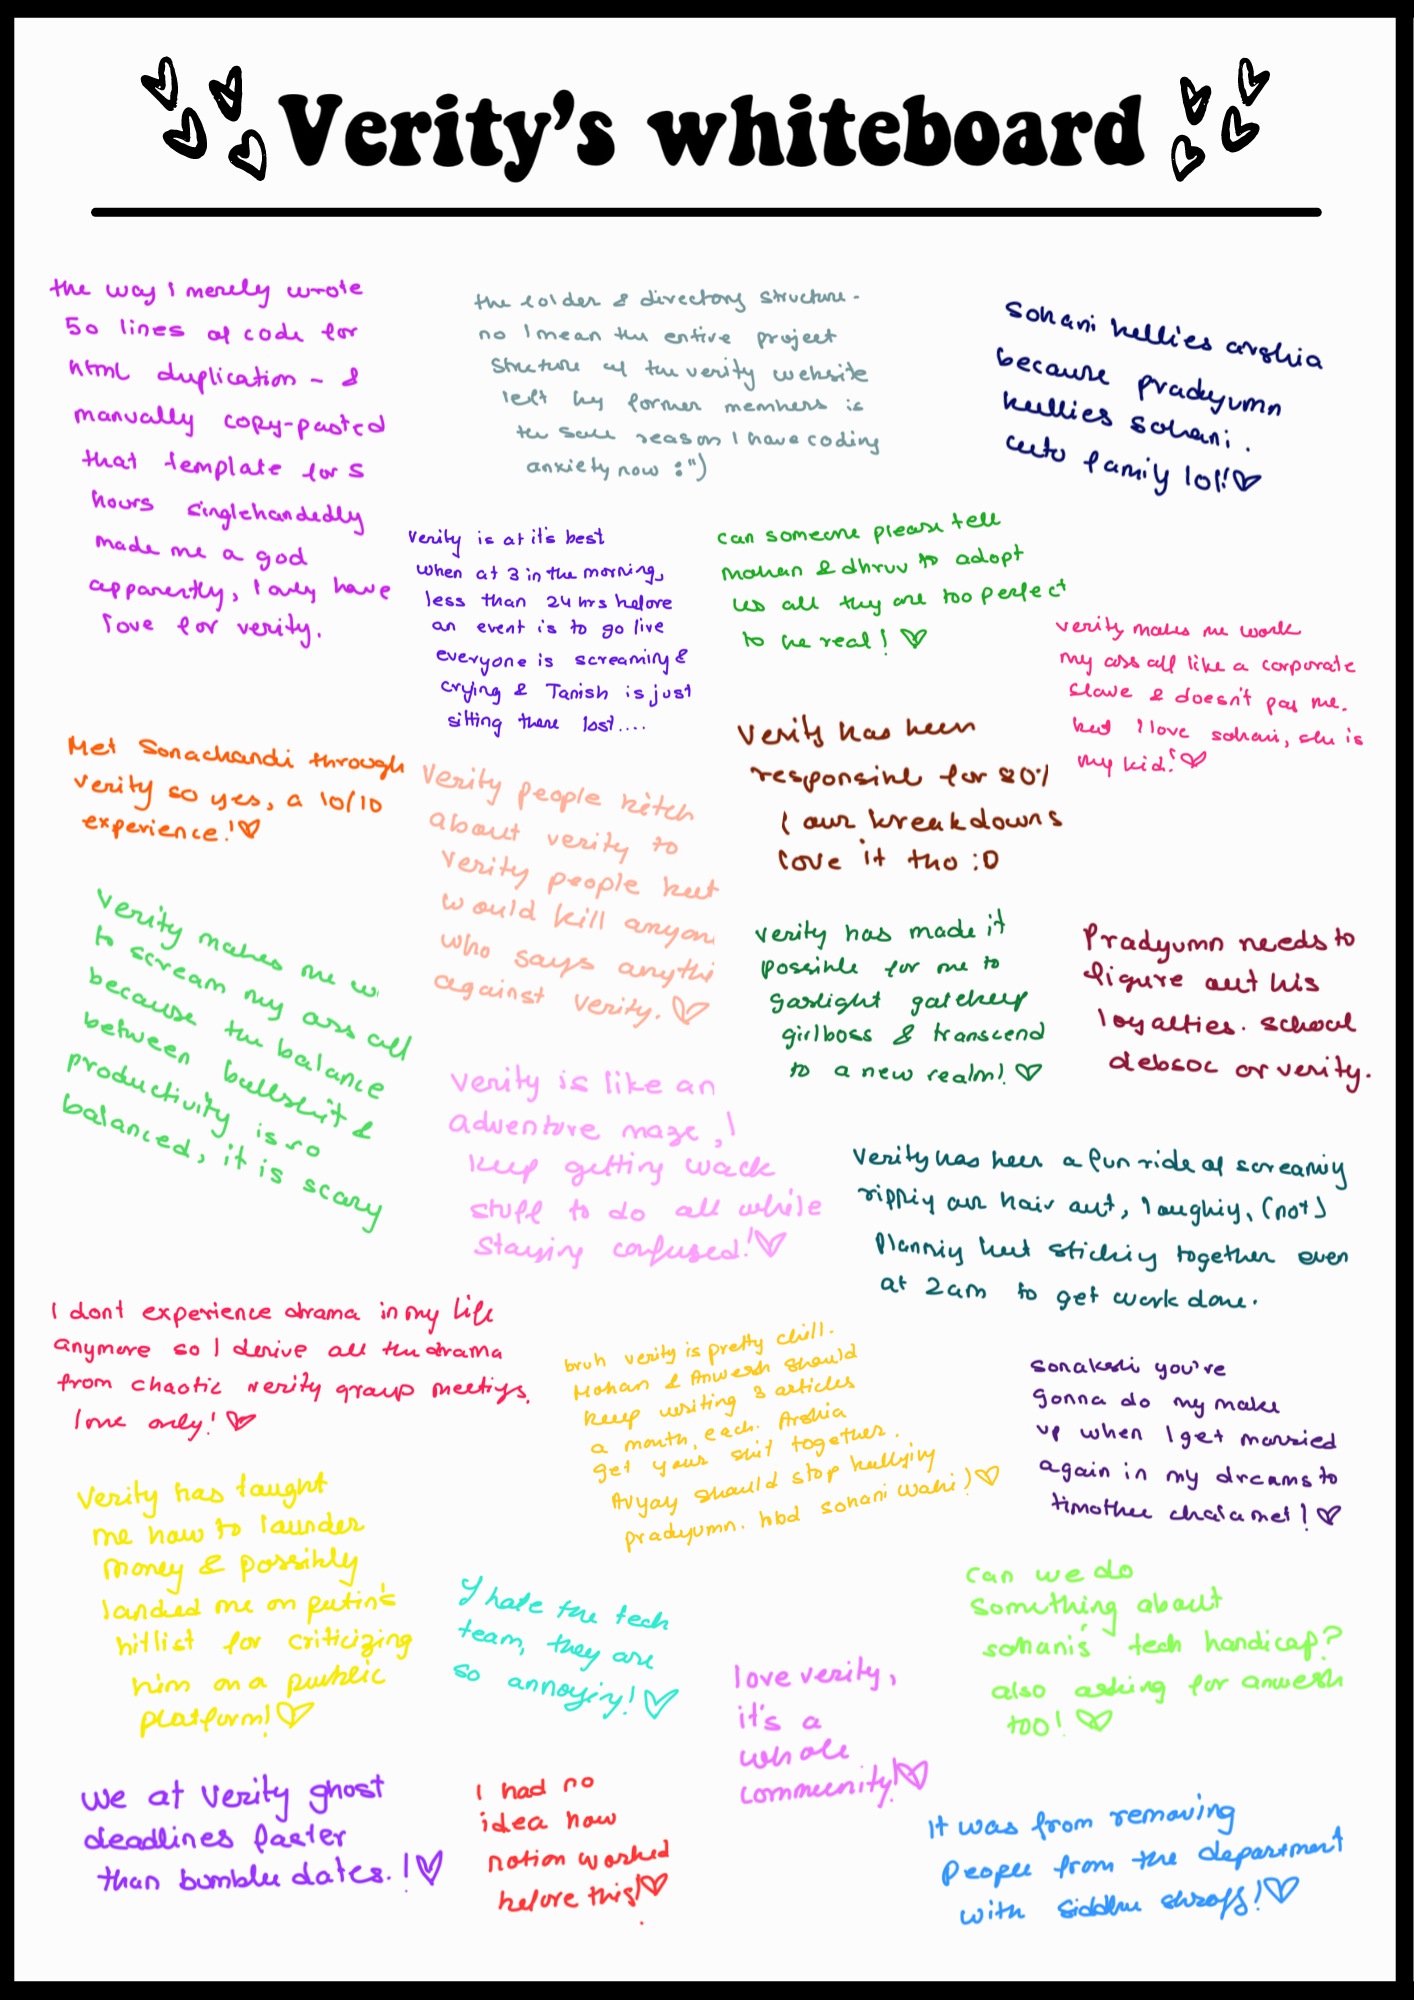 Verity's whiteboard
the way I merely wrote
50 lines of code for
html duplication - &
manually copy-pasted
that template for 5
hours singlehandedly
made me a god
apparently, I only have
love for verity.
the folder & directory structure -
no I mean the entire project
structure of the verity website
left by former members is
the sole reason I have coding
anxiety now :")
sohani bullies arshia
because pradyumn
bullies sohani.
cute family lol!
verity is at it's best
when at 3 in the morning,
less than 24 hrs before
an event is to go live
everyone is screaming &
crying & Tanish is just
sitting there lost....
can someone please tell
mohan & dhruv to adopt
us all they are too perfect
to be real!
verity makes me work
my ass off like a corporate
slave & doesn't pay me.
but I love sohani, she is
my kid!
Met Sonachandi through
verity so yes, a 10/10
experience!
Verity people bitch
about verity to
verity people but
would kill anyon
who says anythi
against verity.
Verity has been
responsible for 80%
of our breakdowns
love it tho :D
verity makes me w
to scream my ass off
because the balance
between bullshit &
productivity is so
balanced, it is scary
verity has made it
possible for me to
gaslight gatekeep
girlboss & transcend
to a new realm!
Pradyumn needs to
figure out his
loyalties. school
debsoc or verity.
verity is like an
adventure maze, I
keep getting wack
stuff to do all while
staying confused!
verity has been a fun ride of screaming
rippiy our hair out, laughiy, (not)
planniy but stickiy together even
at 2am to get work done.
I dont experience drama in my life
anymore so I derive all the drama
from chaotic verity group meetigs.
love only!
bruh verity is pretty chill.
Mohan & Anwesh should
keep writing 3 articles
a month, each. Arshia
get your shit together.
Avyay should stop bullying
pradyumn. hbd sohani wahi)
sonakshi you're
gonna do my make
up when I get married
again in my dreams to
timothee chalamet!
Verity has taught
me how to launder
money & possibly
landed me on putin's
hitlist for criticizing
him on a public
platform!
I hate the tech
team, they are
so annoyiy!
can we do
something about
sohani's tech handicap?
also asking for anwesh
too!
love verity,
it's a
whole
community!
we at verity ghost
deadlines faster
than bumble dates.!
I had no
idea how
notion worked
before this!
It was from removing
people from the department
with siddhu shroff!